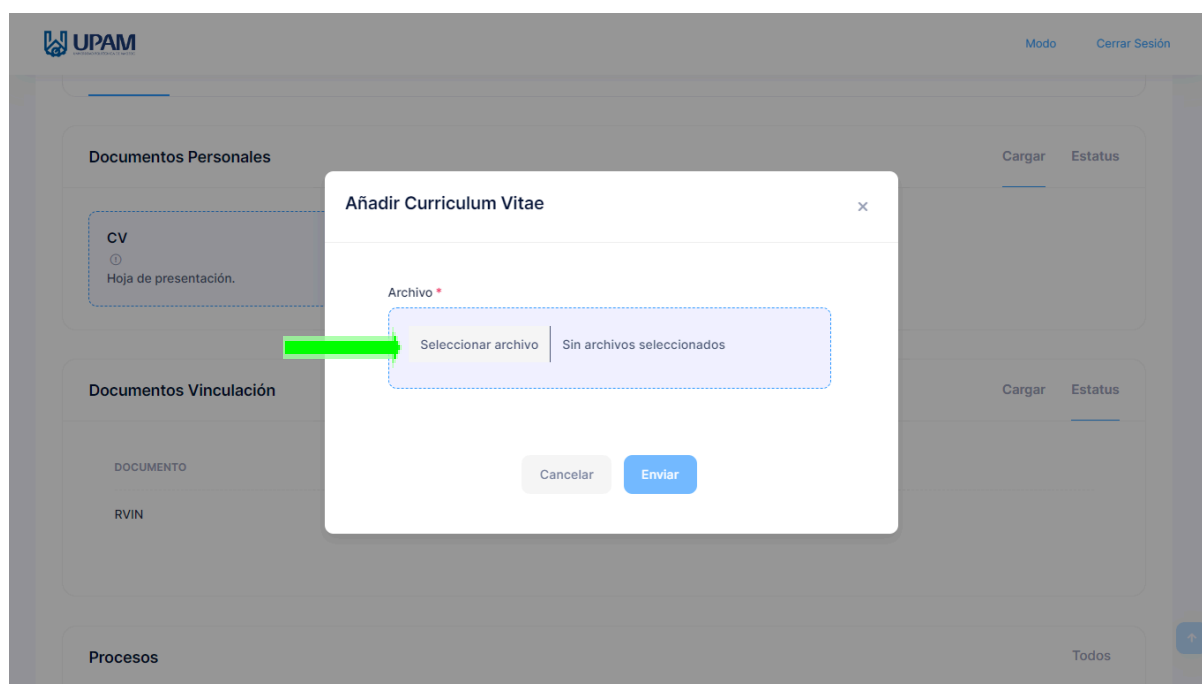 UPAM
Modo Cerrar Sesión
Documentos Personales
Cargar Estatus
CV
Hoja de presentación.
Añadir Curriculum Vitae
×
Archivo *
Seleccionar archivo Sin archivos seleccionados
Cancelar Enviar
Documentos Vinculación
Cargar Estatus
DOCUMENTO
RVIN
Procesos
Todos